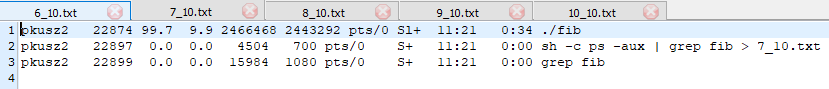 6_10.txt 7_10.txt 8_10.txt 9_10.txt 10_10.txt
1 pkusz2 22874 99.7 9.9 2466468 2443292 pts/0 Sl+ 11:21 0:34 ./fib
2 pkusz2 22897 0.0 0.0 4504 700 pts/0 S+ 11:21 0:00 sh -c ps -aux | grep fib > 7_10.txt
3 pkusz2 22899 0.0 0.0 15984 1080 pts/0 S+ 11:21 0:00 grep fib
4